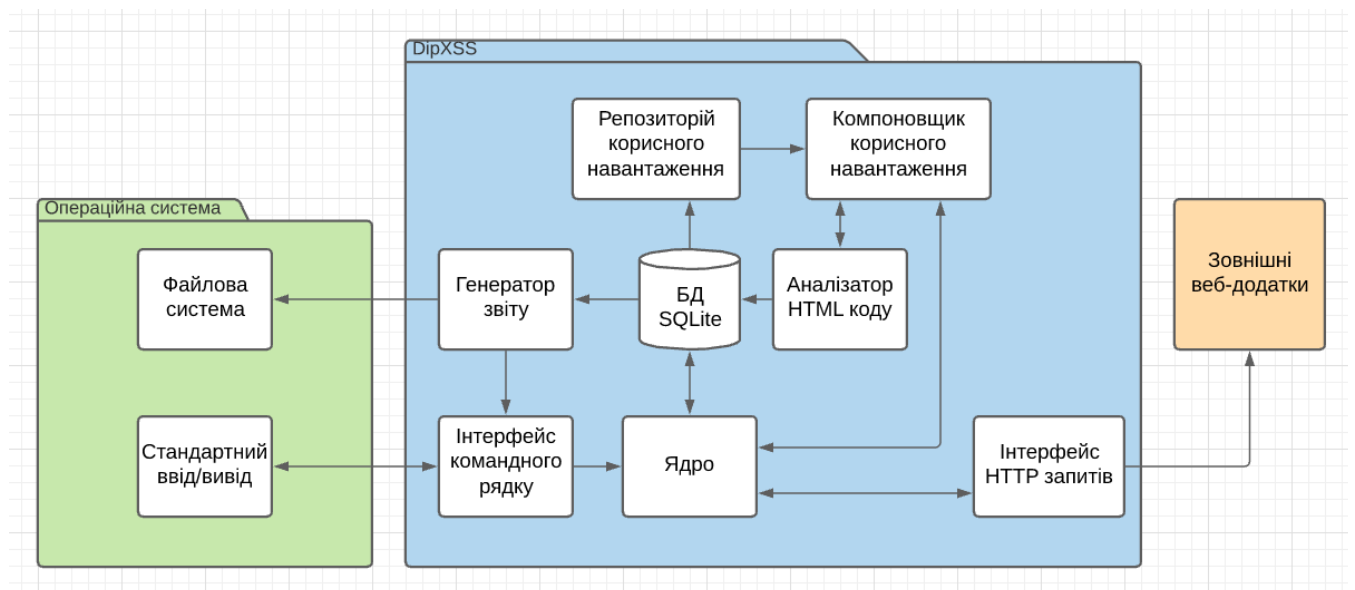 DipXSS
Репозиторій
корисного
навантаження
Компоновщик
корисного
навантаження
Операційна система
Файлова
система
Генератор
звіту
БД
SQLite
Аналізатор
HTML коду
Зовнішні
веб-додатки
Стандартний
ввід/вивід
Інтерфейс
командного
рядку
Ядро
Інтерфейс
HTTP запитів